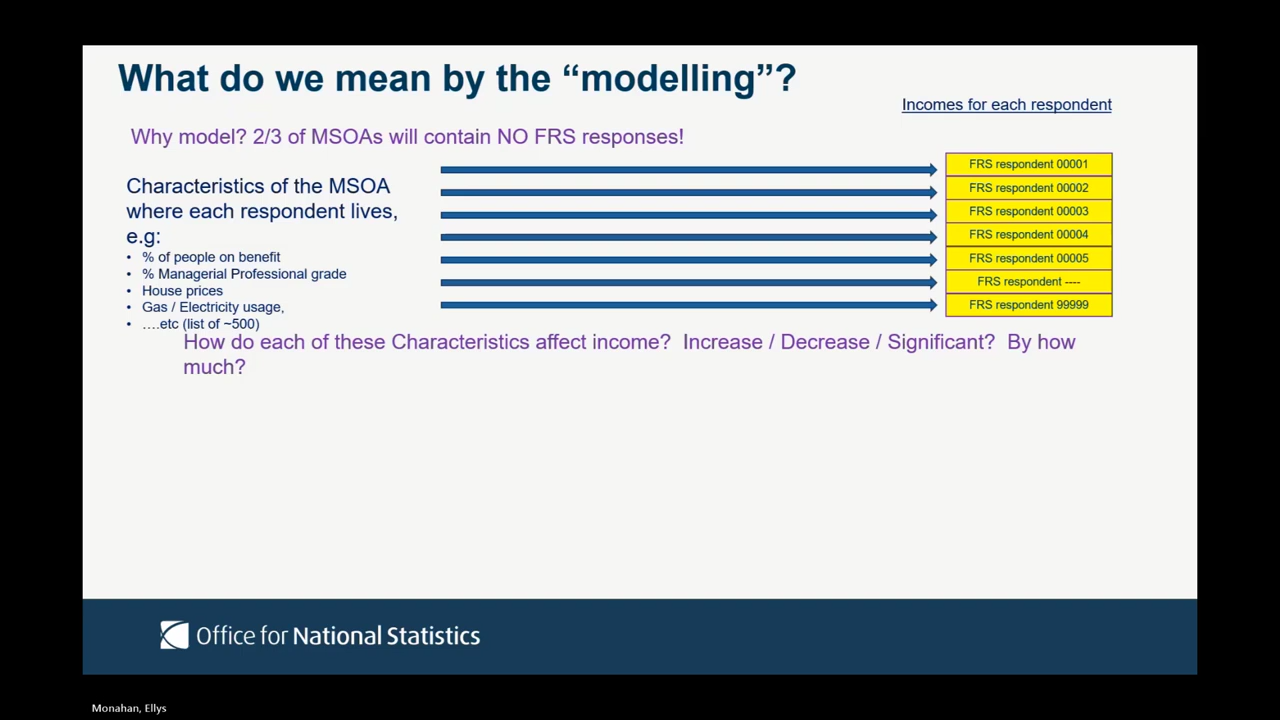 What do we mean by the “modelling”?
Incomes for each respondent
Why model? 2/3 of MSOAs will contain NO FRS responses!
Characteristics of the MSOA
where each respondent lives,
e.g:
• % of people on benefit
• % Managerial Professional grade
• House prices
• Gas / Electricity usage,
• ….etc (list of ~500)
FRS respondent 00001
FRS respondent 00002
FRS respondent 00003
FRS respondent 00004
FRS respondent 00005
FRS respondent ----
FRS respondent 99999
How do each of these Characteristics affect income?  Increase / Decrease / Significant?  By how
much?
Office for National Statistics
Monahan, Ellys